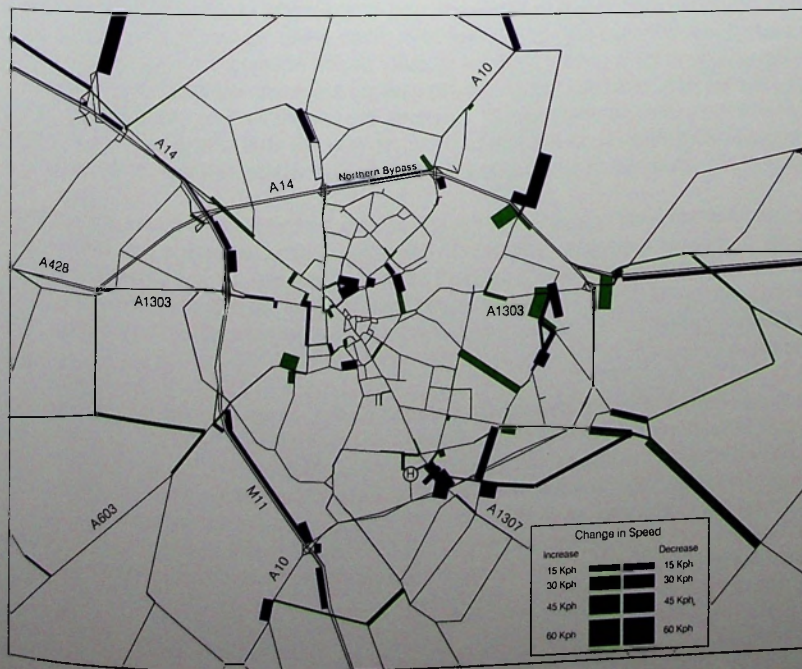 A10
A14
Northern Bypass
A14
A428
A1303
A1303
H
M11
A603
A1307
A10
Change in Speed
Increase
Decrease
15 Kph
15 Kph
30 Kph
30 Kph
45 Kph
45 Kph
60 Kph
60 Kph